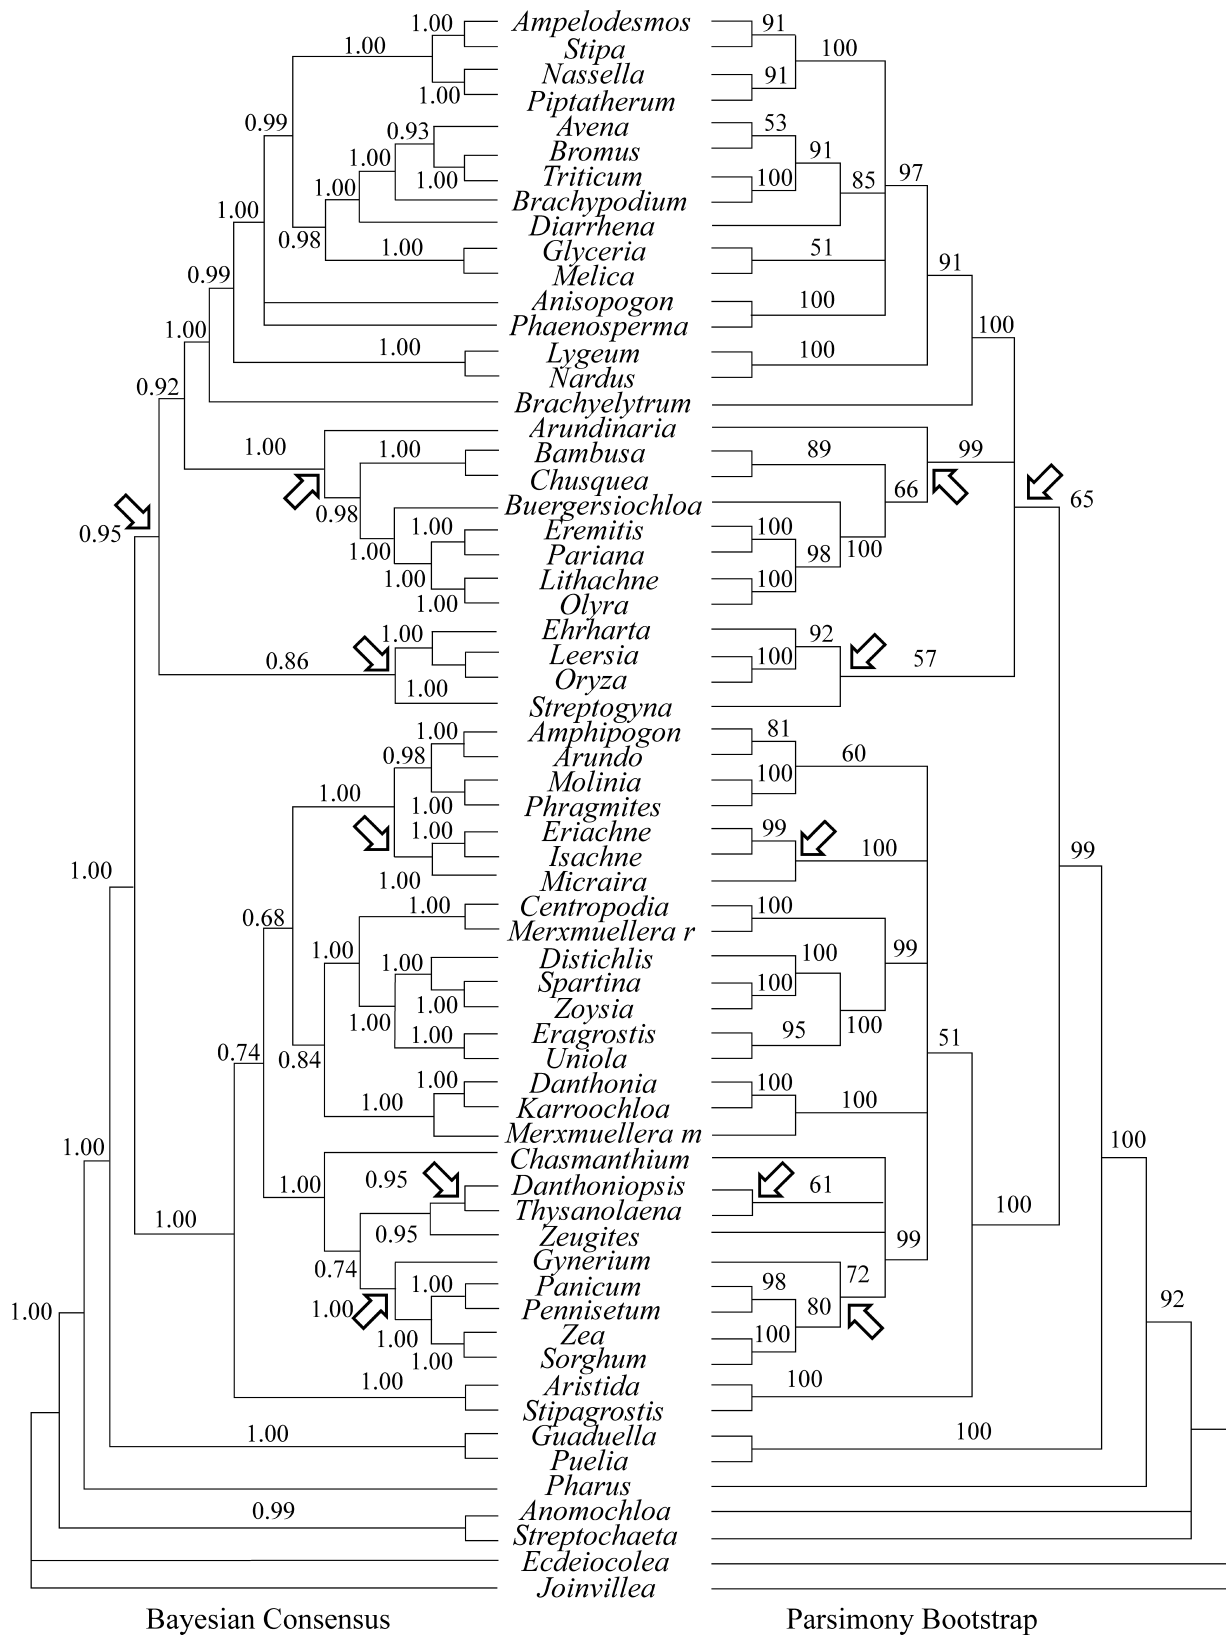 1.00 Ampelodesmos 91
1.00 Stipa 100
Nassella 91
1.00 Piptatherum
0.99 0.93 Avena 53
1.00 Bromus 91
1.00 1.00 Triticum 100 85 97
Brachypodium
1.00 0.98 Diarrhena
1.00 Glyceria 51
Melica 91
0.99 Anisopogon 100
1.00 Phaenosperma 100
1.00 Lygeum 100
Nardus
0.92 Brachyelytrum
Arundinaria
1.00 1.00 Bambusa 89 99
Chusquea
0.98 Buergersiochloa 66 65
0.95 1.00 Eremitis 100
1.00 Pariana 98 100
1.00 Lithachne 100
1.00 Olyra
1.00 Ehrharta 92
0.86 Leersia 100 57
1.00 Oryza
Streptogyna
1.00 Amphipogon 81
0.98 Arundo 60
1.00 Molinia 100
1.00 Phragmites
1.00 Eriachne 99
1.00 Isachne 100 99
1.00 Micraira
0.68 1.00 Centropodia 100
Merxmuellera r
1.00 1.00 Distichlis 100 99
1.00 Spartina 100
1.00 Zoysia 100
0.74 0.84 1.00 Eragrostis 95 51
Uniola
1.00 Danthonia 100
1.00 Karroochloa 100
Merxmuellera m
1.00 Chasmanthium 100
1.00 0.95 Danthoniopsis 61
1.00 0.95 Thysanolaena 100
Zeugites 99
0.74 Gynerium 72
1.00 1.00 1.00 Panicum 98 92
Pennisetum 80
1.00 Zea 100
1.00 Sorghum
1.00 Aristida 100
Stipagrostis
1.00 Guaduella 100
Puelia
Pharus
0.99 Anomochloa
Streptochaeta
Ecdeiocolea
Joinvillea
Bayesian Consensus Parsimony Bootstrap